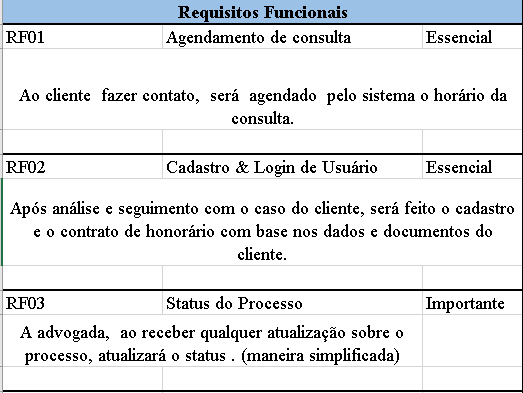 Requisitos Funcionais
RF01 Agendamento de consulta Essencial
Ao cliente fazer contato, será agendado pelo sistema o horário da
consulta.
RF02 Cadastro & Login de Usuário Essencial
Após análise e seguimento com o caso do cliente, será feito o cadastro
e o contrato de honorário com base nos dados e documentos do
cliente.
RF03 Status do Processo Importante
A advogada, ao receber qualquer atualização sobre o
processo, atualizará o status . (maneira simplificada)